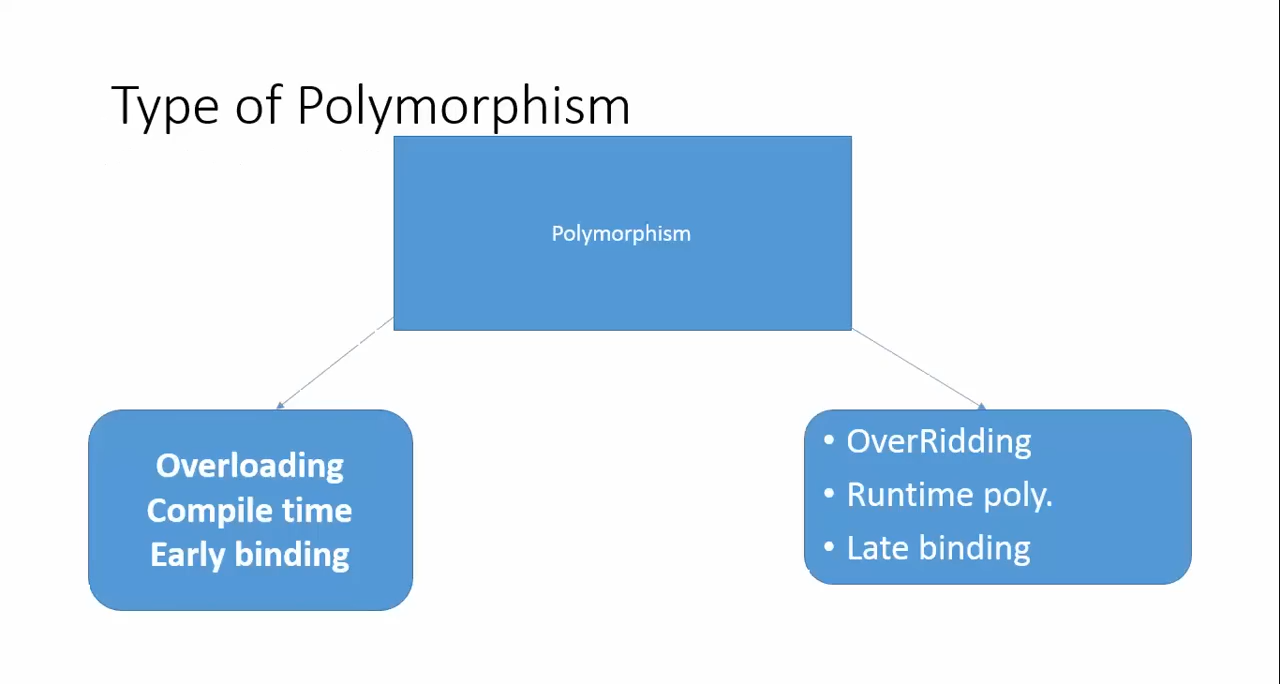 Type of Polymorphism
Polymorphism
Overloading
Compile time
Early binding
• OverRidding
• Runtime poly.
• Late binding